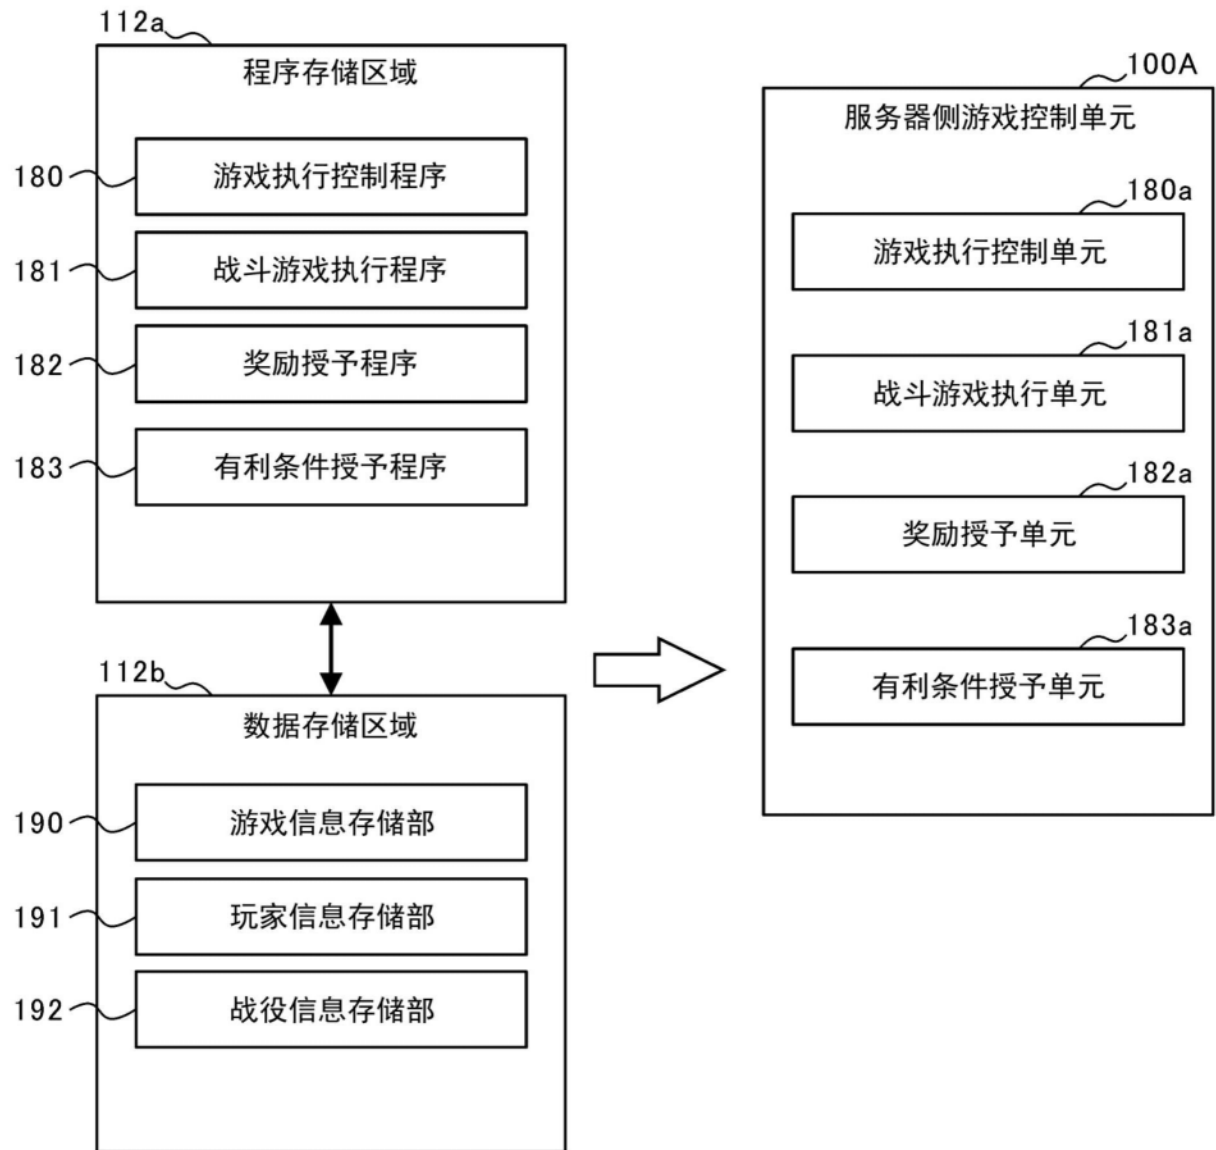 112a
程序存储区域
180
游戏执行控制程序
181
战斗游戏执行程序
182
奖励授予程序
183
有利条件授予程序
112b
数据存储区域
190
游戏信息存储部
191
玩家信息存储部
192
战役信息存储部
100A
服务器侧游戏控制单元
180a
游戏执行控制单元
181a
战斗游戏执行单元
182a
奖励授予单元
183a
有利条件授予单元